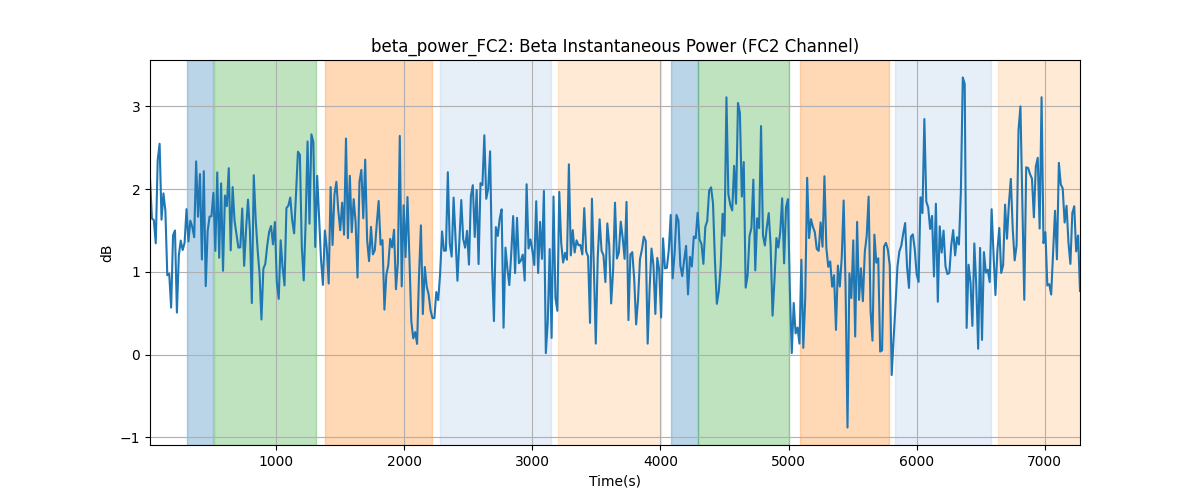 beta_power_FC2: Beta Instantaneous Power (FC2 Channel)
dB
3
2
1
0
−1
1000 2000 3000 4000 5000 6000 7000
Time(s)